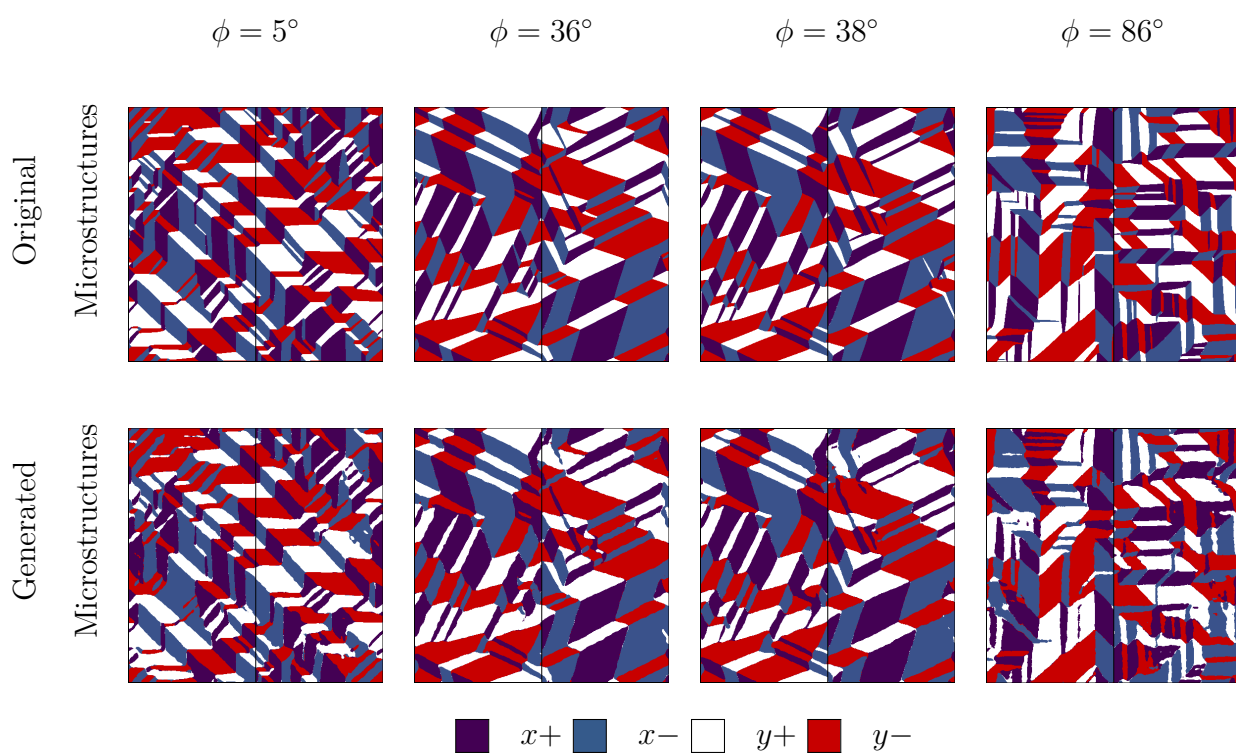 ϕ = 5° ϕ = 36° ϕ = 38° ϕ = 86°
Original
Microstructures
Generated
Microstructures
x+ x− y+ y−